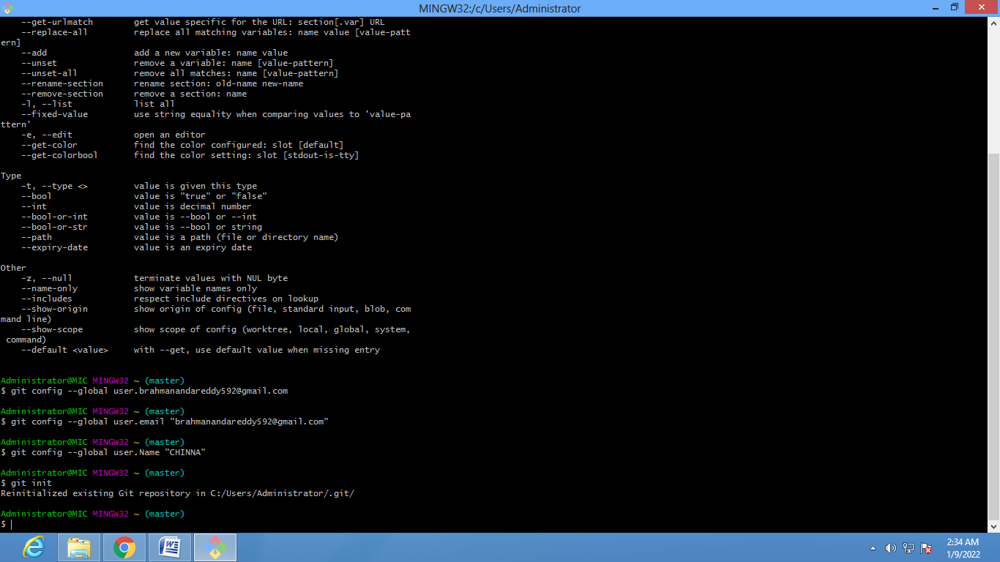 MINGW32:/c/Users/Administrator
--get-urlmatch get value specific for the URL: section[.var] URL
--replace-all replace all matching variables: name value [value-patt
ern]
--add add a new variable: name value
--unset remove a variable: name [value-pattern]
--unset-all remove all matches: name [value-pattern]
--rename-section rename section: old-name new-name
--remove-section remove a section: name
-l, --list list all
--fixed-value use string equality when comparing values to 'value-pa
ttern'
-e, --edit open an editor
--get-color find the color configured: slot [default]
--get-colorbool find the color setting: slot [stdout-is-tty]
Type
-t, --type <> value is given this type
--bool value is "true" or "false"
--int value is decimal number
--bool-or-int value is --bool or --int
--bool-or-str value is --bool or string
--path value is a path (file or directory name)
--expiry-date value is an expiry date
Other
-z, --null terminate values with NUL byte
--name-only show variable names only
--includes respect include directives on lookup
--show-origin show origin of config (file, standard input, blob, com
mand line)
--show-scope show scope of config (worktree, local, global, system,
command)
--default <value> with --get, use default value when missing entry
Administrator@MIC MINGW32 ~ (master)
$ git config --global user.brahmanandareddy592@gmail.com
Administrator@MIC MINGW32 ~ (master)
$ git config --global user.email "brahmanandareddy592@gmail.com"
Administrator@MIC MINGW32 ~ (master)
$ git config --global user.Name "CHINNA"
Administrator@MIC MINGW32 ~ (master)
$ git init
Reinitialized existing Git repository in C:/Users/Administrator/.git/
Administrator@MIC MINGW32 ~ (master)
$
2:34 AM
1/9/2022